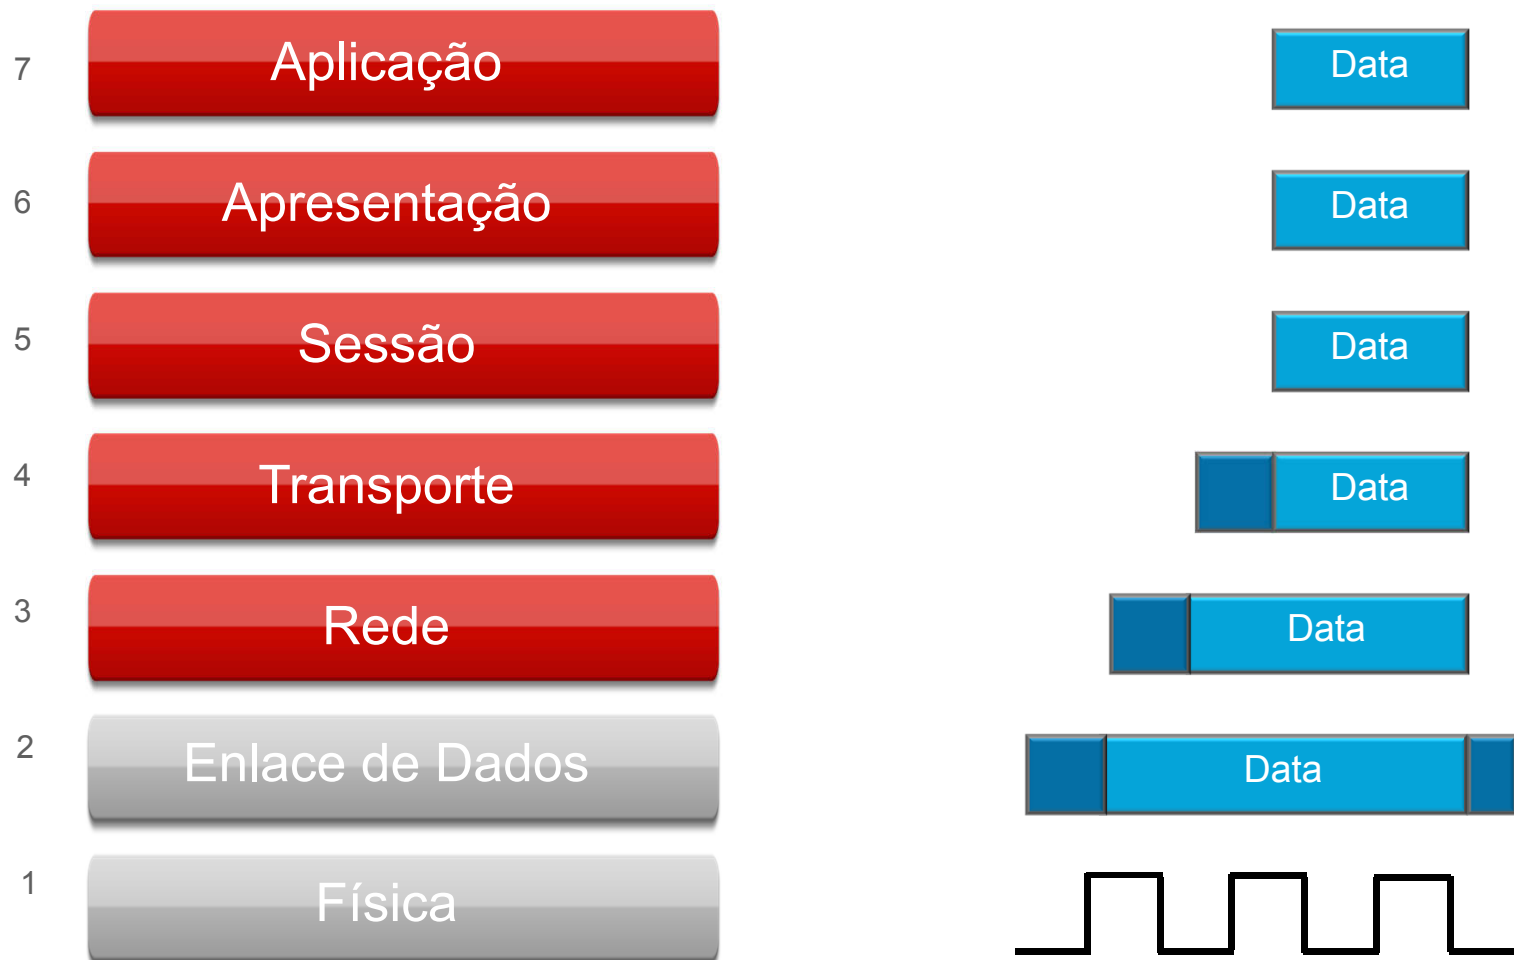 7 Aplicação Data
6 Apresentação Data
5 Sessão Data
4 Transporte Data
3 Rede Data
2 Enlace de Dados Data
1 Física